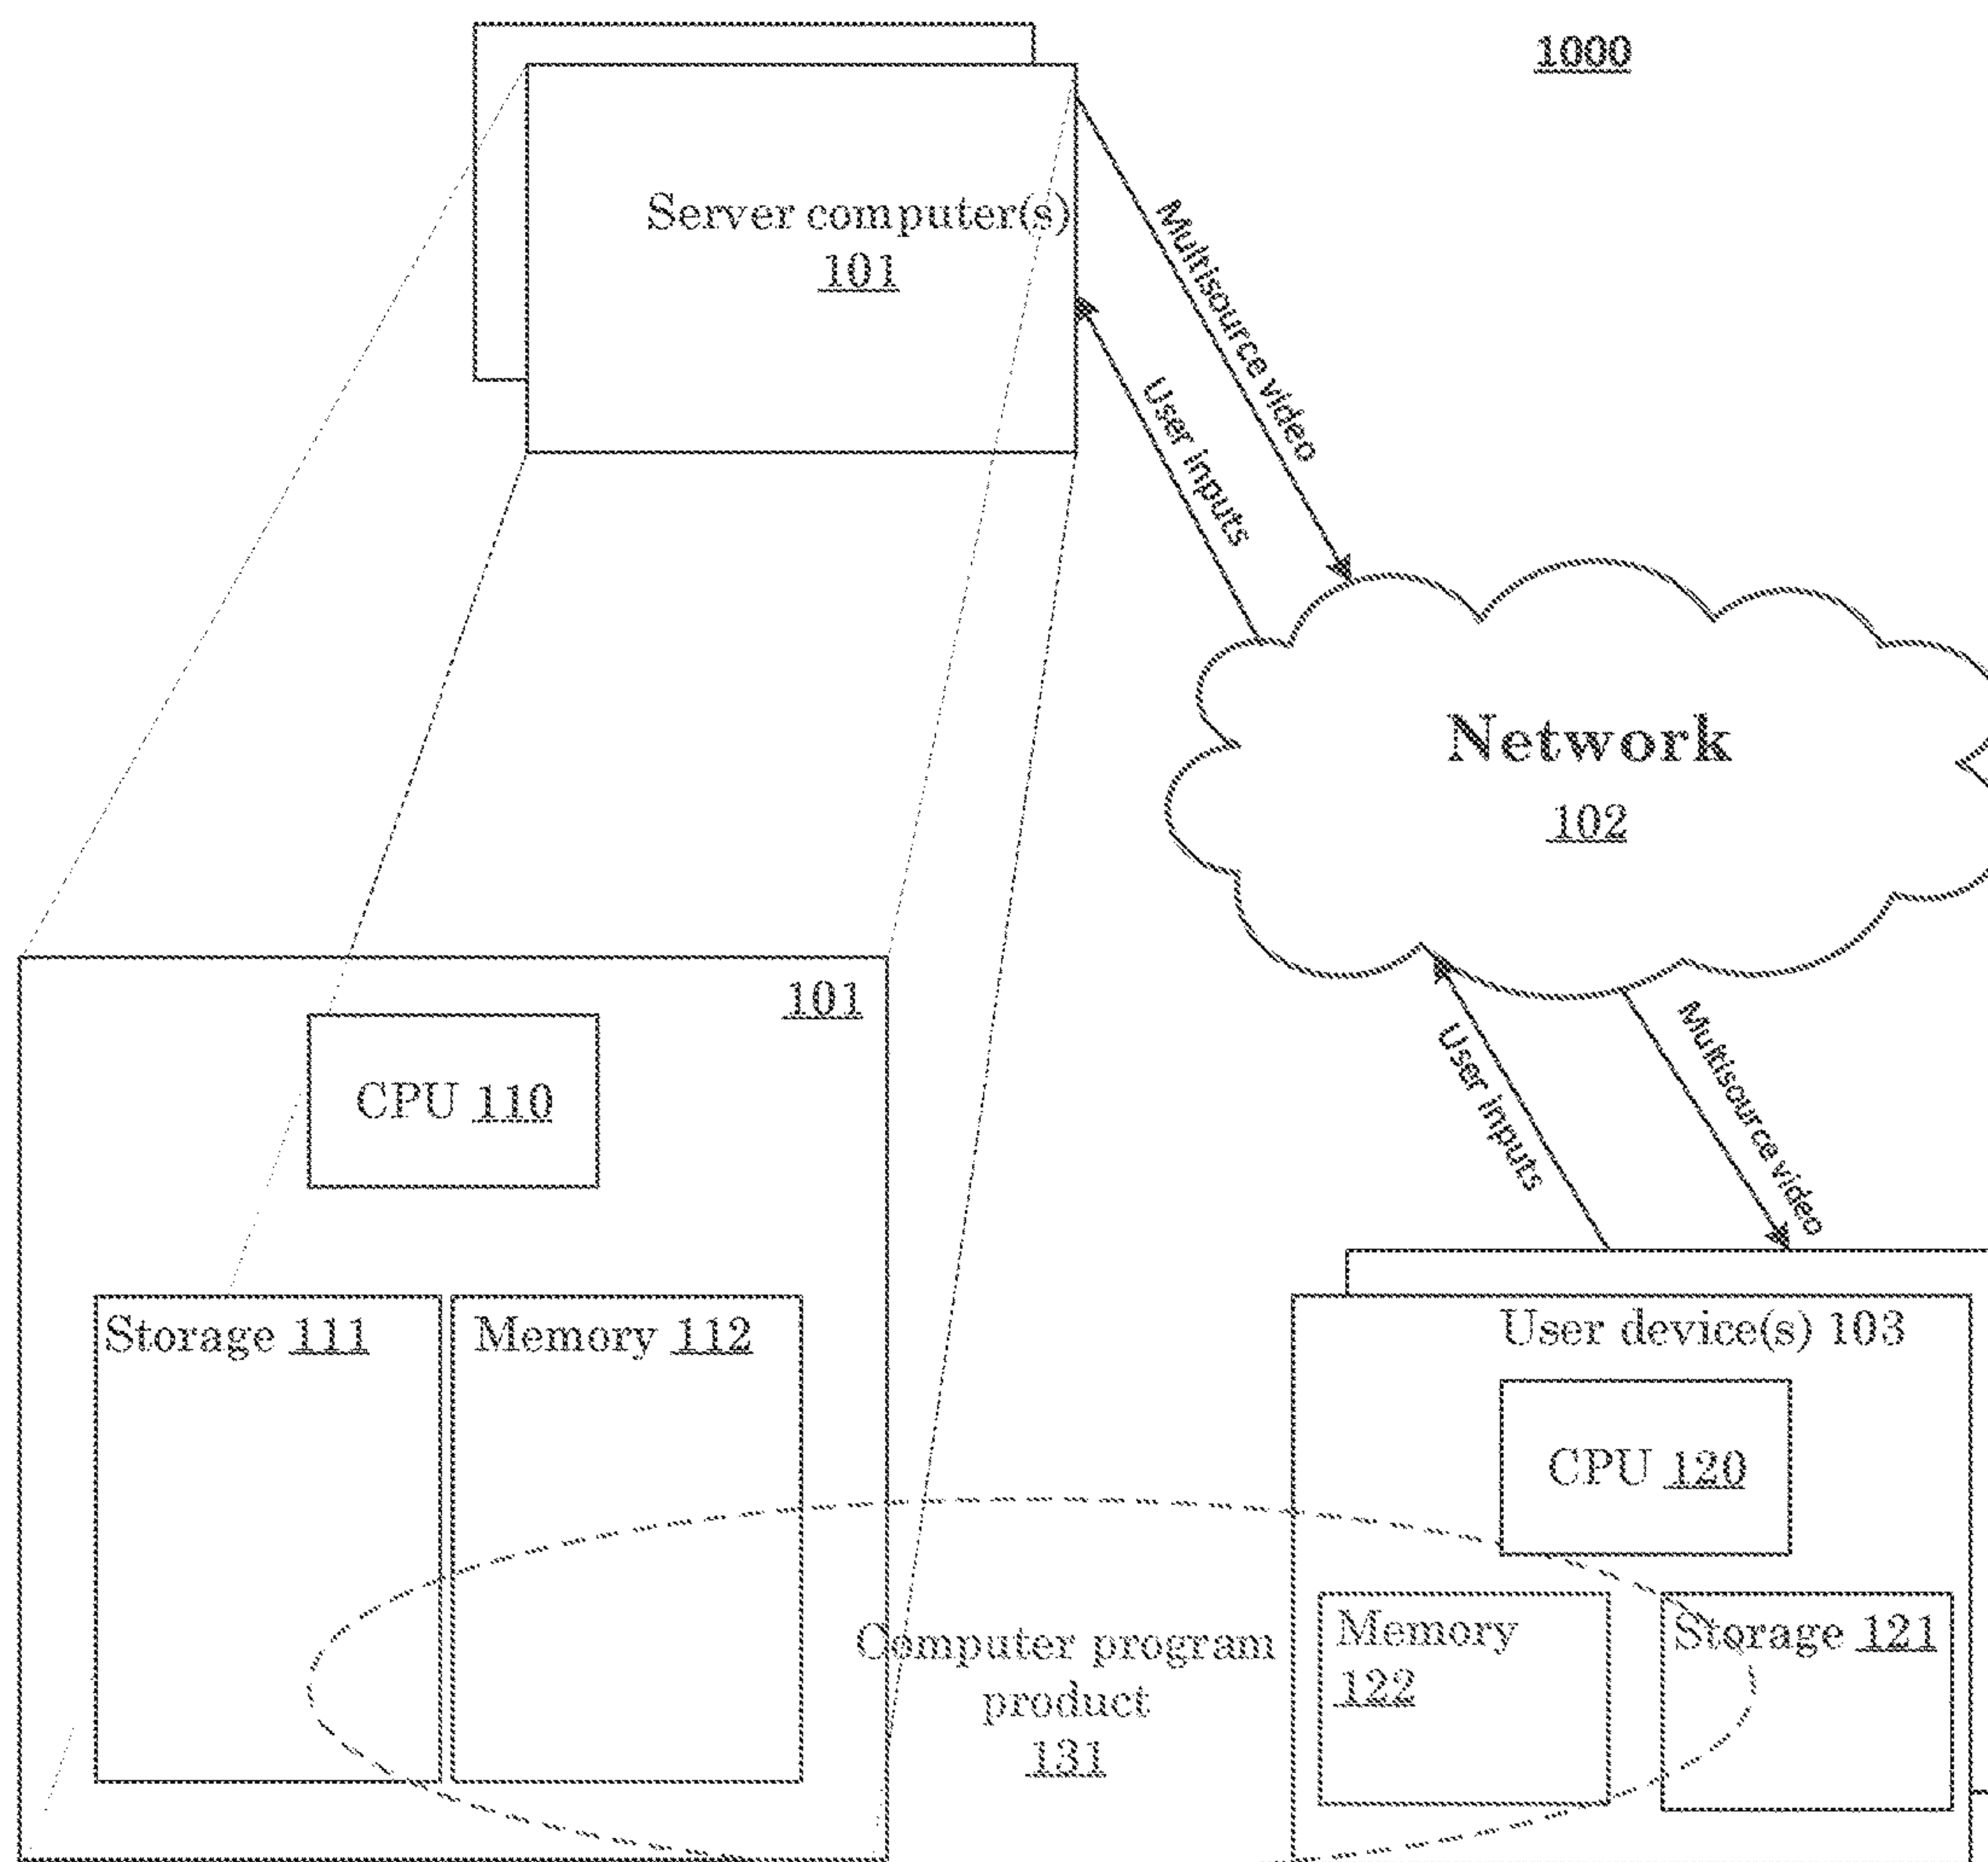 1000
Server computer(s)
101
Multisource video
User inputs
Network
102
101
CPU 110
Storage 111
Memory 112
User inputs
Multisource video
User device(s) 103
CPU 120
Memory
122
Storage 121
Computer program
product
131